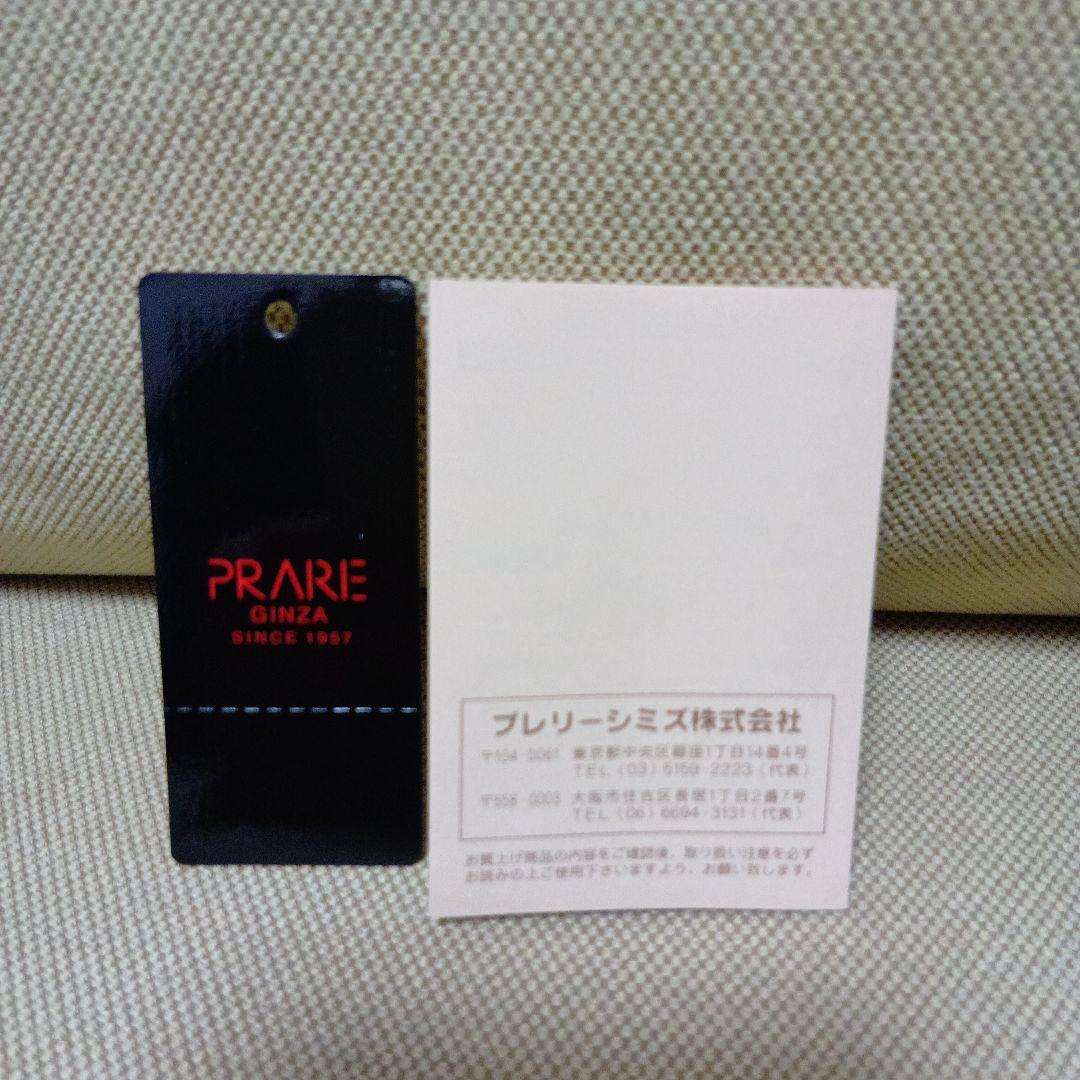 PRARE
GINZA
SINCE 1957
プレリーシミズ株式会社
〒104-0061 東京都中央区銀座1丁目14番4号
TEL (03) 5159-2223 (代表)
〒558-0003 大阪市住吉区長居1丁目2番7号
TEL (06) 6694-3131 (代表)
お買上げ商品の内容をご確認後、取り扱い注意を必ず
お読みの上ご使用下さいますよう、お願い致します。